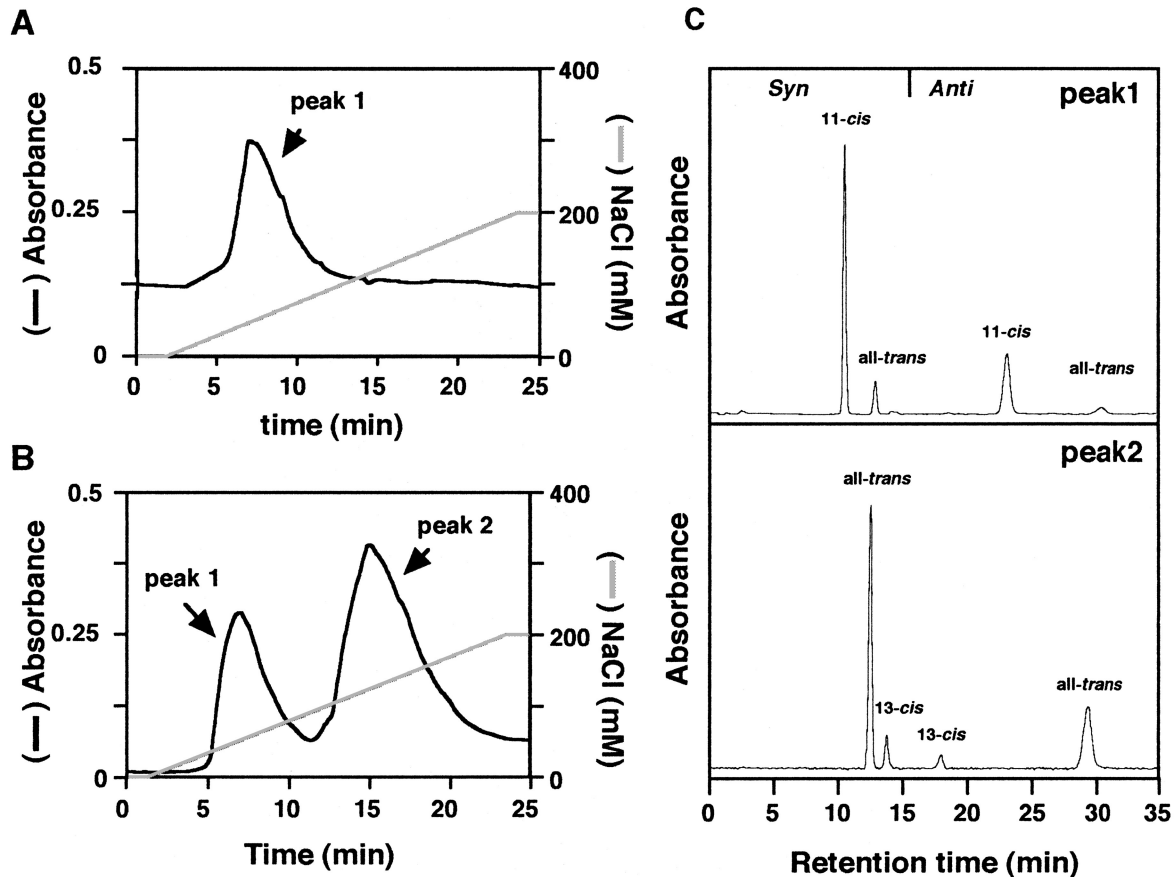 A
0.5
0.25
0
(—) Absorbance
peak 1
400
200
0
(—) NaCl (mM)
0 5 10 15 20 25
time (min)
B
0.5
0.25
0
(—) Absorbance
peak 1
peak 2
400
200
0
(—) NaCl (mM)
0 5 10 15 20 25
Time (min)
C
Syn | Anti
peak1
11-cis
all-trans
11-cis
all-trans
Absorbance
peak2
all-trans
13-cis
13-cis
all-trans
Absorbance
0 5 10 15 20 25 30 35
Retention time (min)